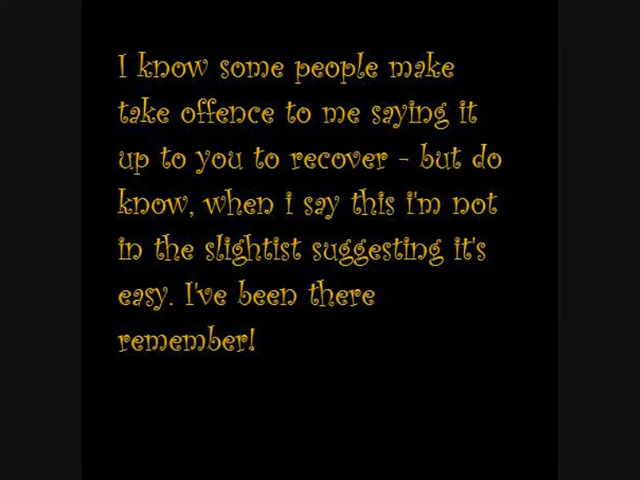 I know some people make
take offence to me saying it
up to you to recover - but do
know, when i say this i'm not
in the slightist suggesting it's
easy. I've been there
remember!